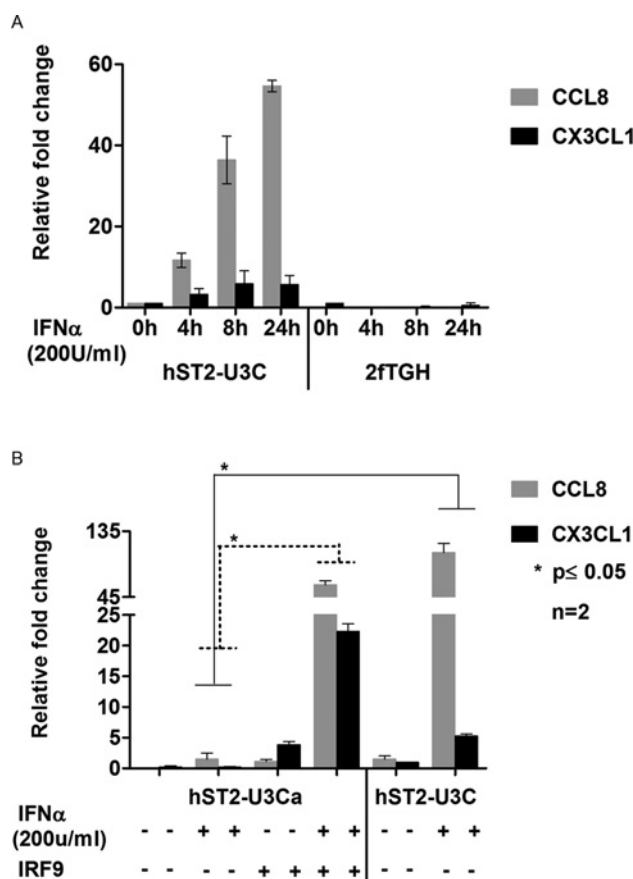 A
Relative fold change
60
40
20
0
CCL8
CX3CL1
IFNα
(200U/ml)
0h 4h 8h 24h 0h 4h 8h 24h
hST2-U3C 2fTGH
B
Relative fold change
135
45
25
20
15
10
5
0
*
*
CCL8
CX3CL1
* p≤ 0.05
n=2
hST2-U3Ca hST2-U3C
IFNα
(200u/ml)
- - + + - - + + - - + +
IRF9 - - - - + + + + - - - -